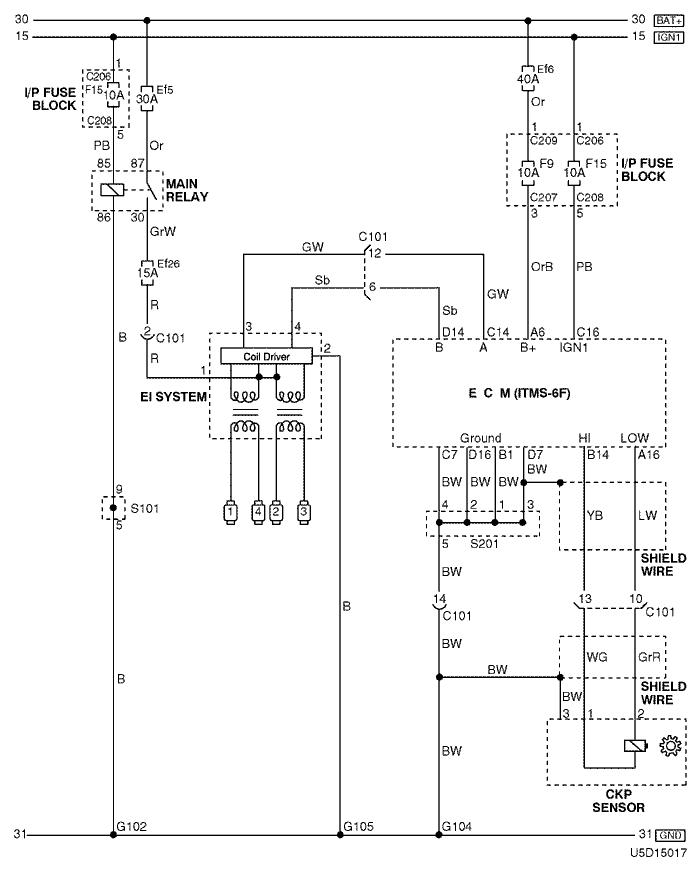 30 30 BAT+
15 15 IGN1
1
C206
F15
10A
C208
I/P FUSE
BLOCK
5
Ef5
30A
PB Or
85 87
MAIN
RELAY
86 30
GrW
Ef26
15A
R
2 C101
R
B
Ef6
40A
Or
1 1
C209 C206
F9 F15
10A 10A
C207 C208
I/P FUSE
BLOCK
3 5
OrB PB
C101
GW 12
Sb 6
GW
Sb
3 4
2
Coil Driver
1
EI SYSTEM
1 4 2 3
D14 C14 A6 C16
B A B+ IGN1
E C M (ITMS-6F)
Ground HI LOW
C7 D16 B1 D7 B14 A16
BW BW BW BW
4 2 1 3
YB LW
S201
5
SHIELD
WIRE
9
S101
5
BW
14
C101
13 10
C101
B
BW
BW
WG GrR
SHIELD
WIRE
B
BW
3 1 2
BW
CKP
SENSOR
G102 G105 G104
31 31 GND
U5D15017